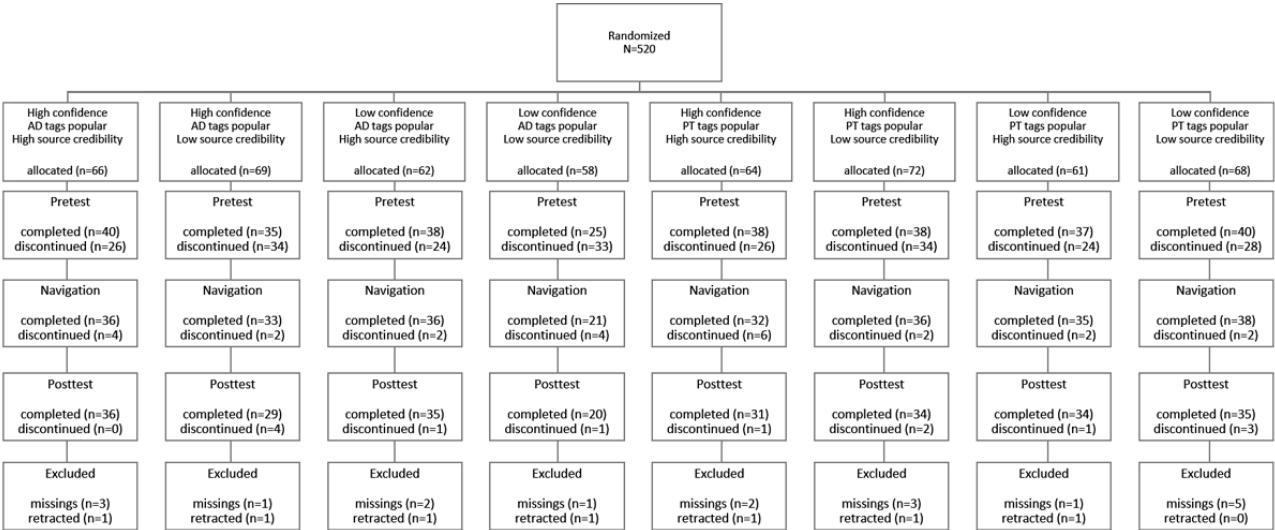 Randomized
N=520
High confidence
AD tags popular
High source credibility
allocated (n=66)
High confidence
AD tags popular
Low source credibility
allocated (n=69)
Low confidence
AD tags popular
High source credibility
allocated (n=62)
Low confidence
AD tags popular
Low source credibility
allocated (n=58)
High confidence
PT tags popular
High source credibility
allocated (n=64)
High confidence
PT tags popular
Low source credibility
allocated (n=72)
Low confidence
PT tags popular
High source credibility
allocated (n=61)
Low confidence
PT tags popular
Low source credibility
allocated (n=68)
Pretest
completed (n=40)
discontinued (n=26)
Pretest
completed (n=35)
discontinued (n=34)
Pretest
completed (n=38)
discontinued (n=24)
Pretest
completed (n=25)
discontinued (n=33)
Pretest
completed (n=38)
discontinued (n=26)
Pretest
completed (n=38)
discontinued (n=34)
Pretest
completed (n=37)
discontinued (n=24)
Pretest
completed (n=40)
discontinued (n=28)
Navigation
completed (n=36)
discontinued (n=4)
Navigation
completed (n=33)
discontinued (n=2)
Navigation
completed (n=36)
discontinued (n=2)
Navigation
completed (n=21)
discontinued (n=4)
Navigation
completed (n=32)
discontinued (n=6)
Navigation
completed (n=36)
discontinued (n=2)
Navigation
completed (n=35)
discontinued (n=2)
Navigation
completed (n=38)
discontinued (n=2)
Posttest
completed (n=36)
discontinued (n=0)
Posttest
completed (n=29)
discontinued (n=4)
Posttest
completed (n=35)
discontinued (n=1)
Posttest
completed (n=20)
discontinued (n=1)
Posttest
completed (n=31)
discontinued (n=1)
Posttest
completed (n=34)
discontinued (n=2)
Posttest
completed (n=34)
discontinued (n=1)
Posttest
completed (n=35)
discontinued (n=3)
Excluded
missings (n=3)
retracted (n=1)
Excluded
missings (n=1)
retracted (n=1)
Excluded
missings (n=2)
retracted (n=1)
Excluded
missings (n=1)
retracted (n=1)
Excluded
missings (n=2)
retracted (n=1)
Excluded
missings (n=3)
retracted (n=1)
Excluded
missings (n=1)
retracted (n=1)
Excluded
missings (n=5)
retracted (n=0)